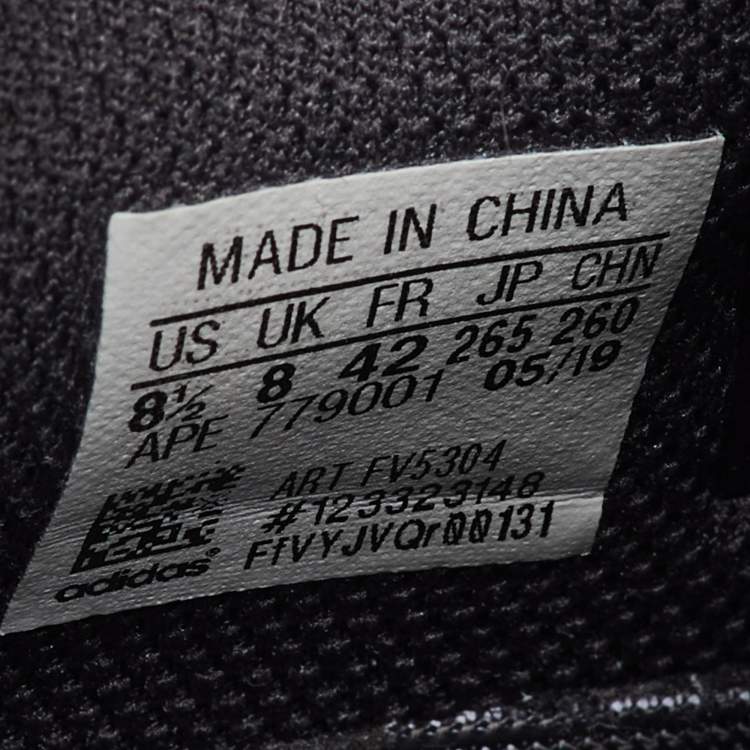 MADE IN CHINA
US UK FR JP CHN
8½ 8 42 265 260
APE 779001 05/19
ART FV5304
#123323148
FfVYJVQr00131
adidas®